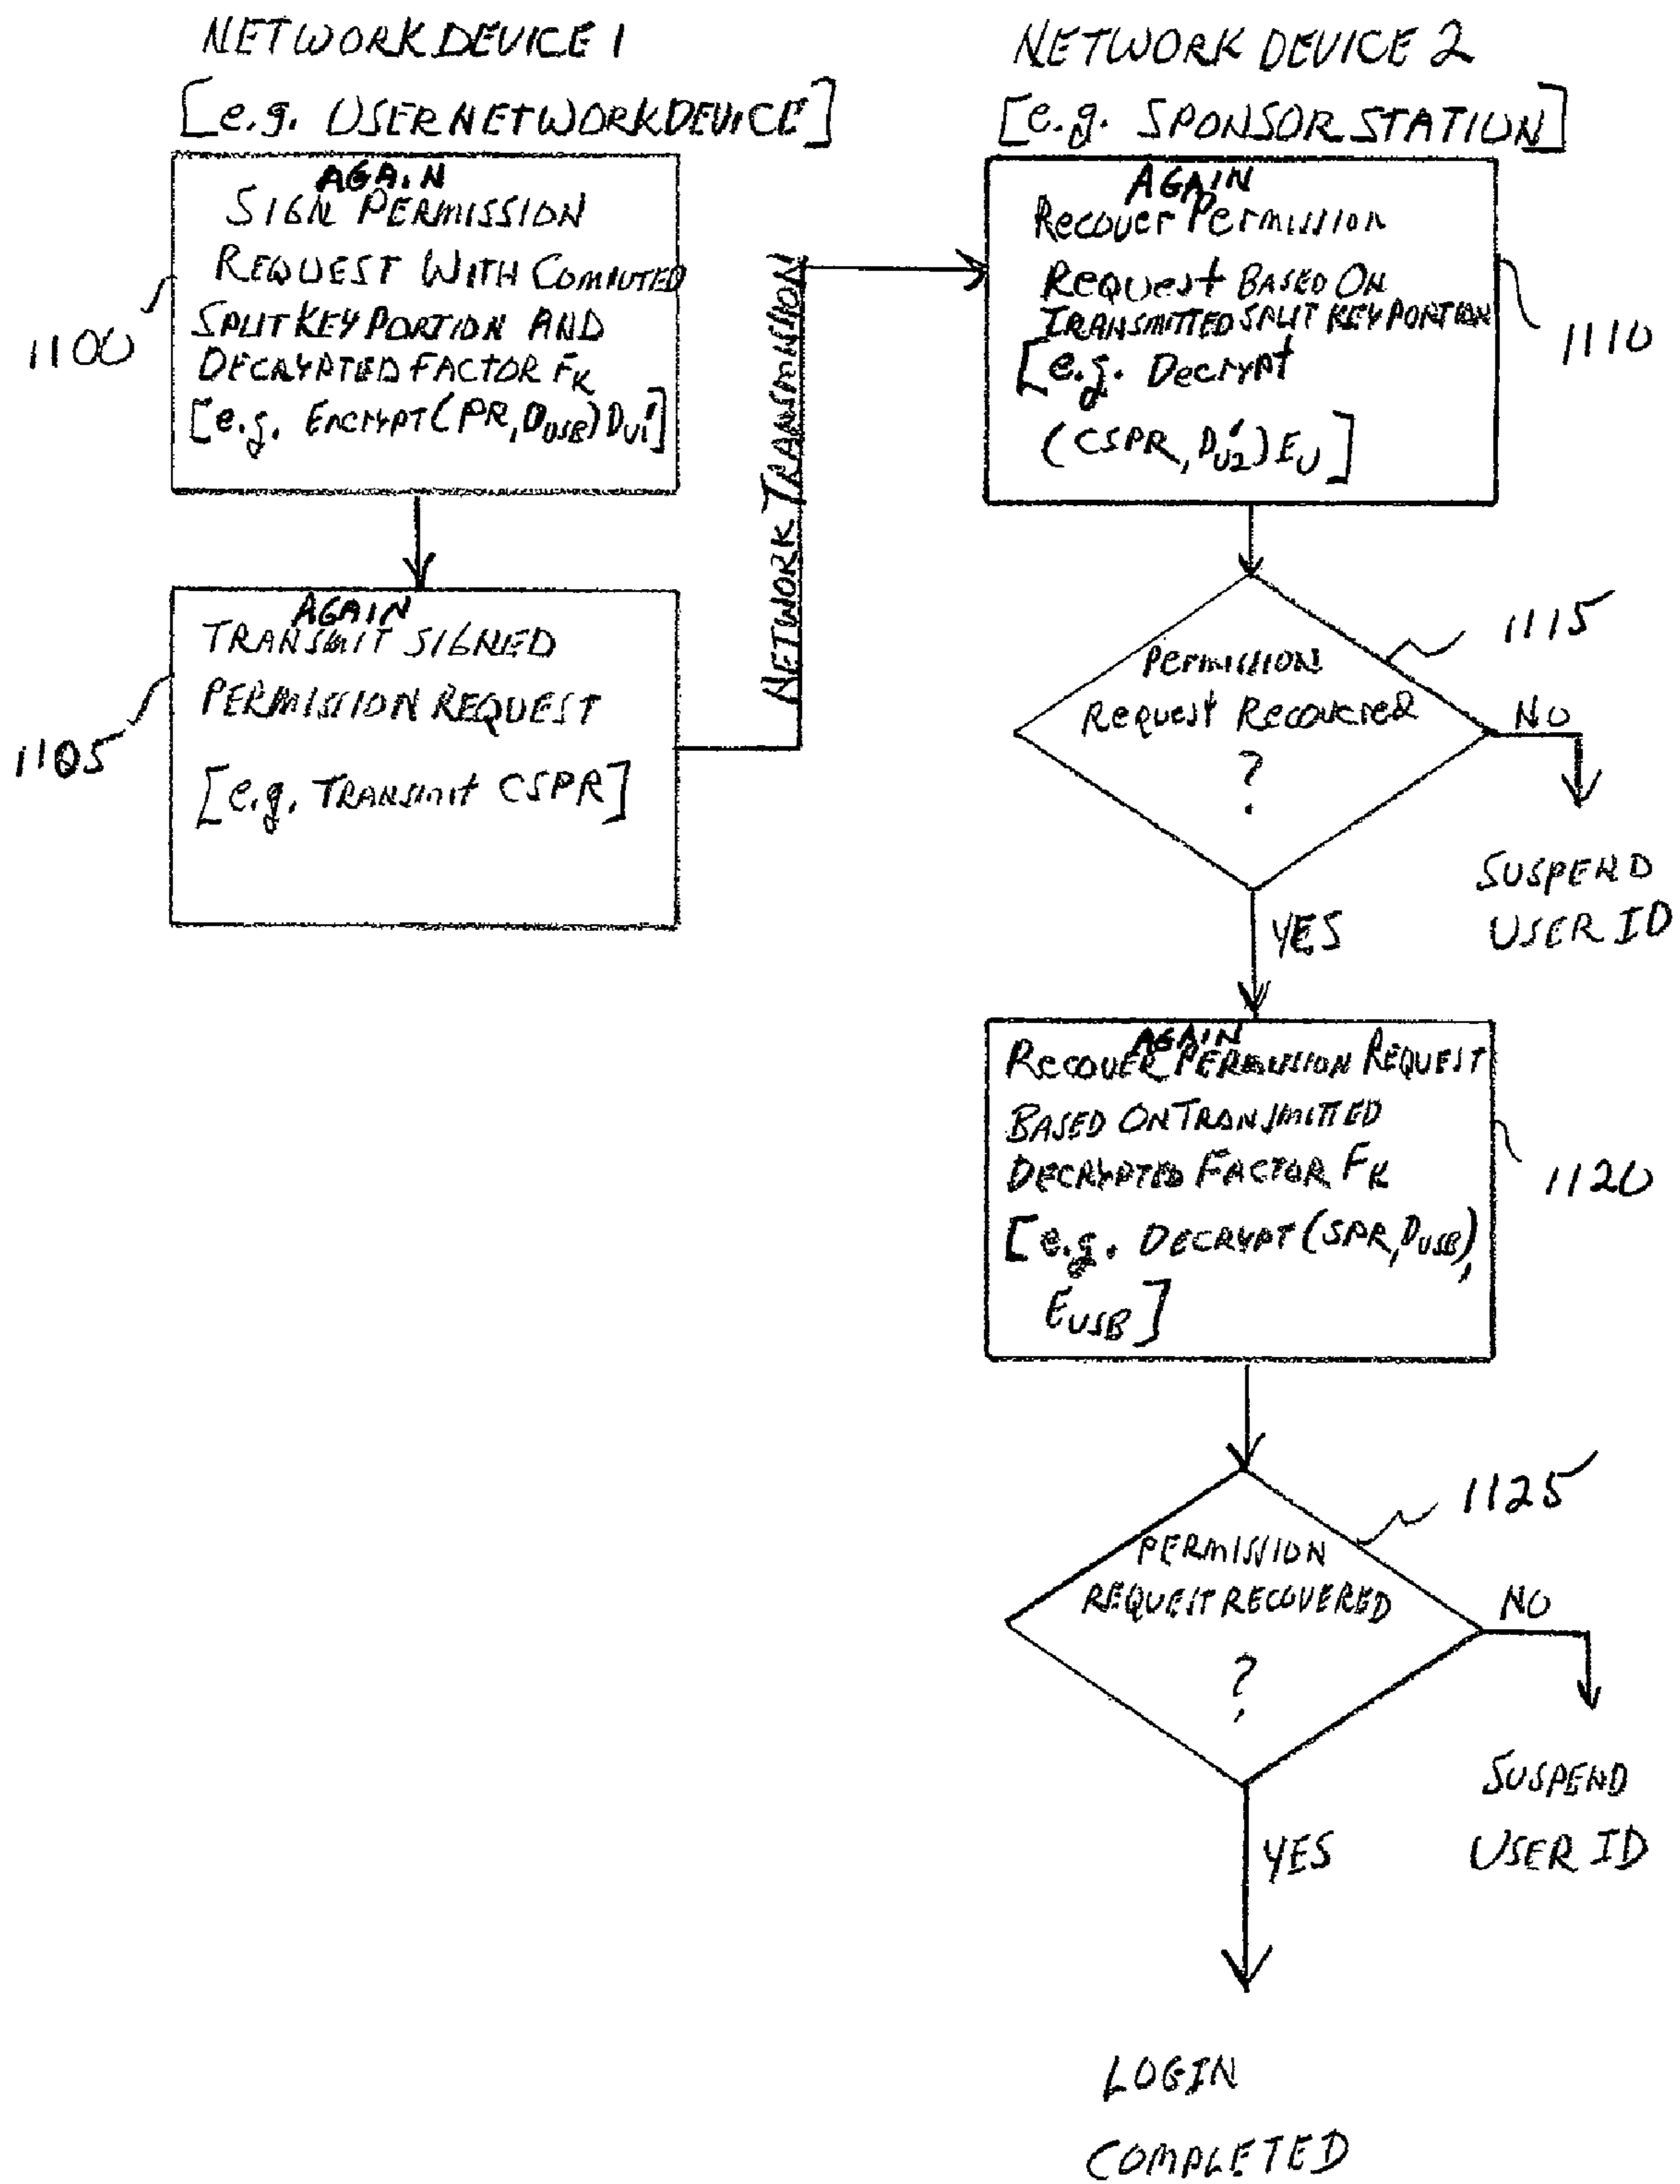 NETWORK DEVICE 1
[e.g. USER NETWORK DEVICE]
AGAIN
SIGN PERMISSION
REQUEST WITH COMPUTED
SPLIT KEY PORTION AND
DECRYPTED FACTOR FK
[e.g. ENCRYPT(PR, DUSB) DU1']
1100
AGAIN
TRANSMIT SIGNED
PERMISSION REQUEST
[e.g. TRANSMIT CSPR]
1105
NETWORK TRANSMISSION
NETWORK DEVICE 2
[e.g. SPONSOR STATION]
AGAIN
Recover Permission
Request BASED ON
TRANSMITTED SPLIT KEY PORTION
[e.g. Decrypt
(CSPR, DU2') EU]
1110
1115
Permission
Request Recovered
?
NO
SUSPEND
USER ID
YES
AGAIN
RECOVER PERMISSION REQUEST
BASED ON TRANSMITTED
DECRYPTED FACTOR FK
[e.g. DECRYPT (SPR, DUSB),
EUSB]
1120
1125
PERMISSION
REQUEST RECOVERED
?
NO
SUSPEND
USER ID
YES
LOGIN
COMPLETED